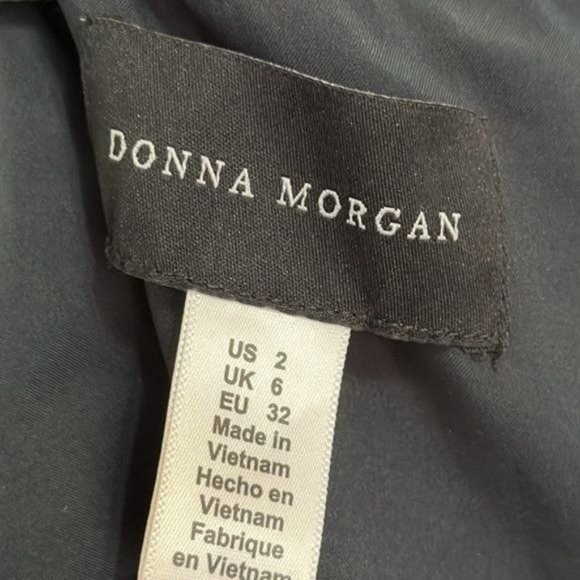 DONNA MORGAN
US 2
UK 6
EU 32
Made in
Vietnam
Hecho en
Vietnam
Fabrique
en Vietnam